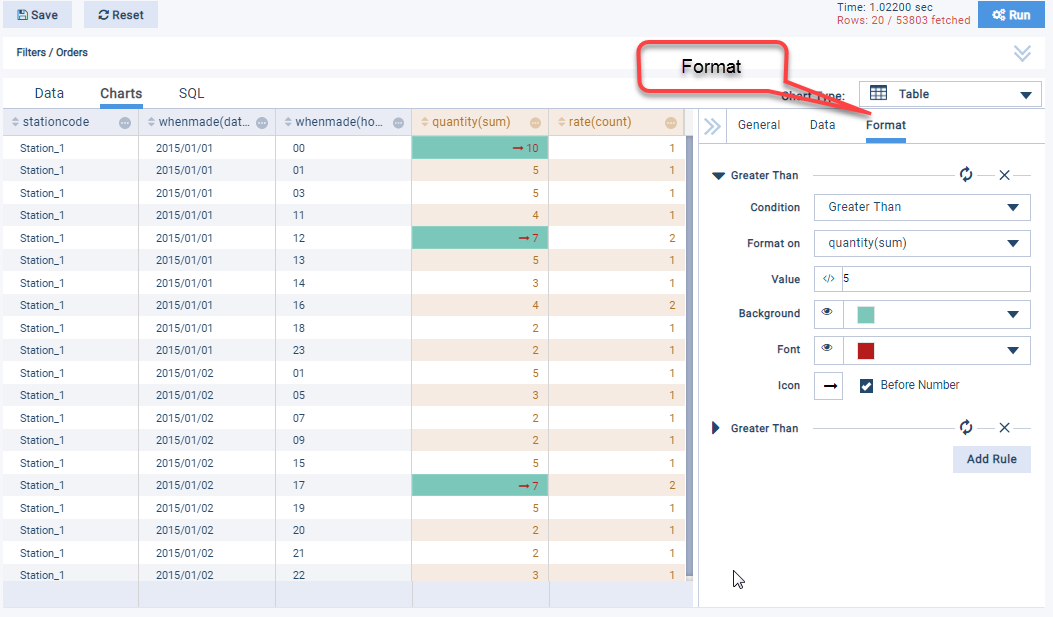 Save Reset Time: 1.02200 sec
Rows: 20 / 53803 fetched Run
Filters / Orders
Format
Data Charts SQL Chart Type: Table
stationcode whenmade(dat... whenmade(ho... quantity(sum) rate(count) General Data Format
Station_1 2015/01/01 00 10 1
Station_1 2015/01/01 01 5 1
Station_1 2015/01/01 03 5 1
Station_1 2015/01/01 11 4 1
Station_1 2015/01/01 12 7 2
Station_1 2015/01/01 13 5 1
Station_1 2015/01/01 14 3 1
Station_1 2015/01/01 16 4 2
Station_1 2015/01/01 18 2 1
Station_1 2015/01/01 23 2 1
Station_1 2015/01/02 01 5 1
Station_1 2015/01/02 05 3 1
Station_1 2015/01/02 07 2 1
Station_1 2015/01/02 09 2 1
Station_1 2015/01/02 15 5 1
Station_1 2015/01/02 17 7 2
Station_1 2015/01/02 19 5 1
Station_1 2015/01/02 20 2 1
Station_1 2015/01/02 21 2 1
Station_1 2015/01/02 22 3 1
Greater Than
Condition Greater Than
Format on quantity(sum)
Value </> 5
Background
Font
Icon Before Number
Greater Than
Add Rule